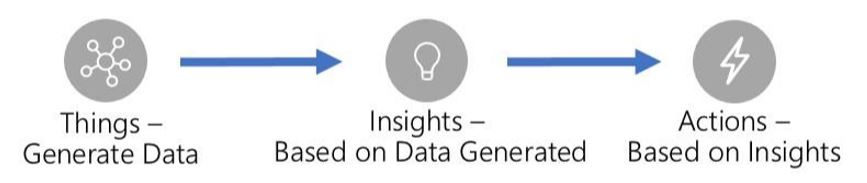 Things –
Generate Data
Insights –
Based on Data Generated
Actions –
Based on Insights